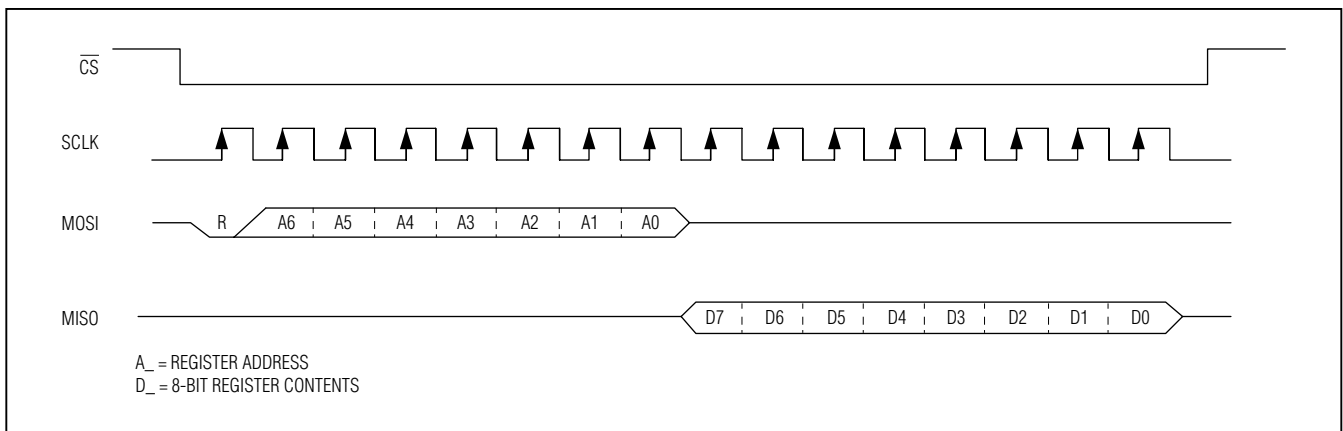 CS
SCLK
MOSI R A6 A5 A4 A3 A2 A1 A0
MISO D7 D6 D5 D4 D3 D2 D1 D0
A_ = REGISTER ADDRESS
D_ = 8-BIT REGISTER CONTENTS